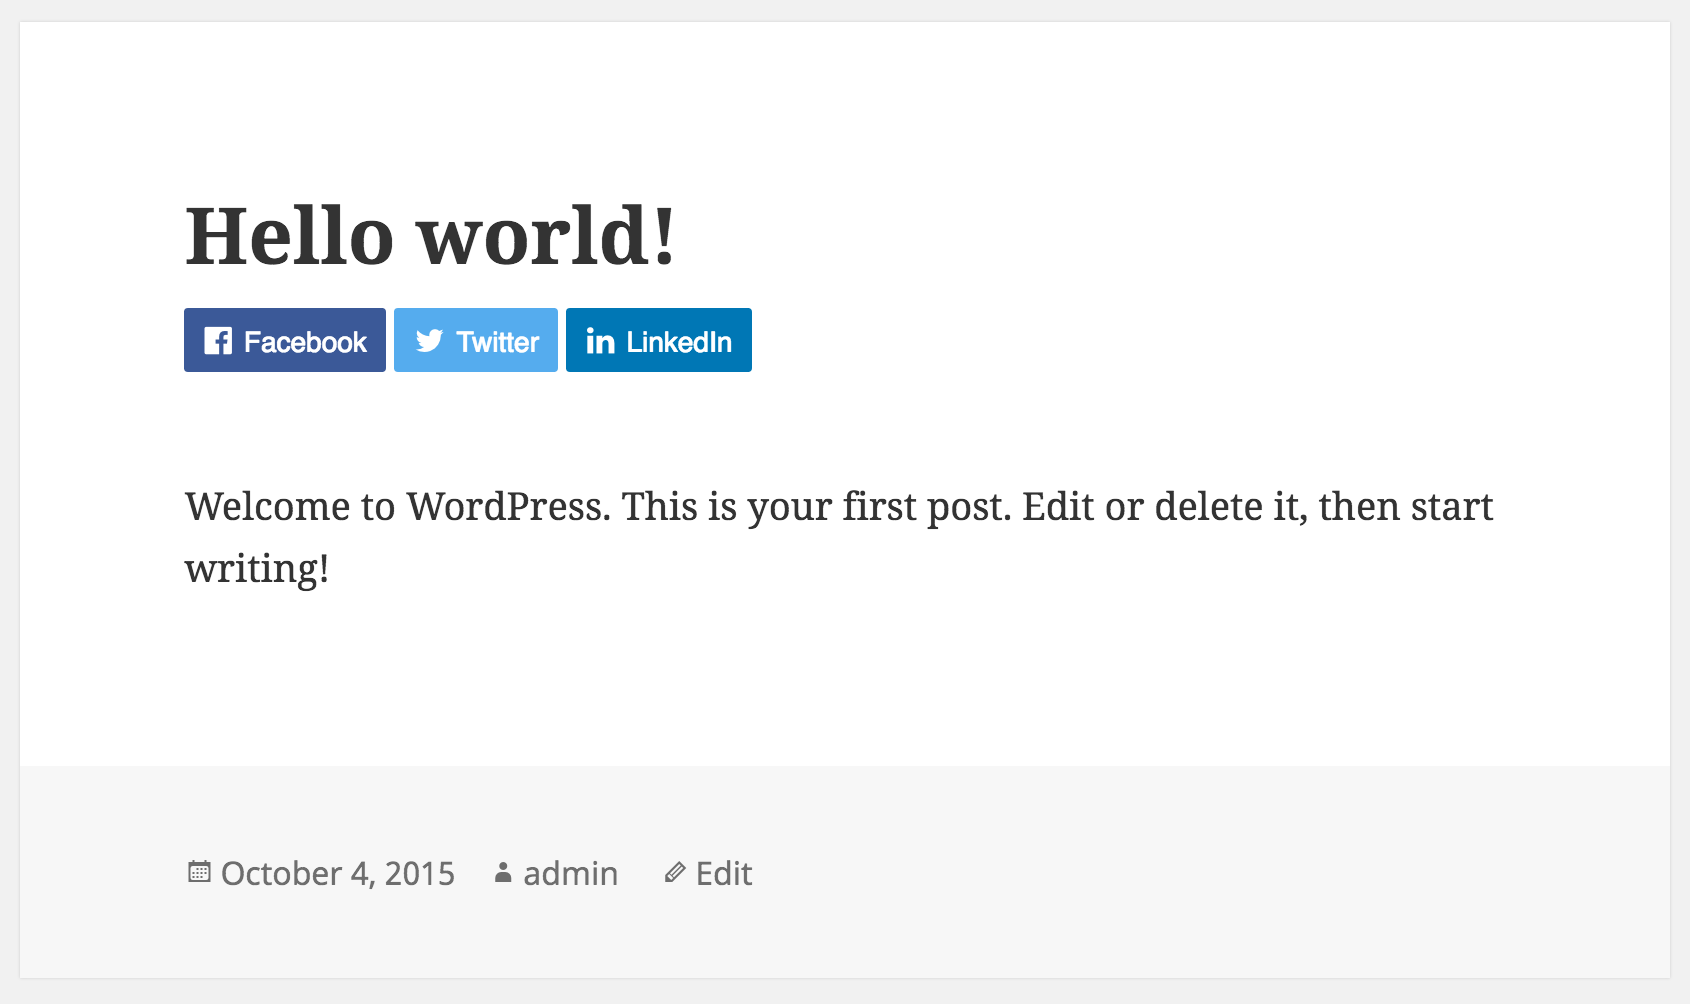 Hello world!
Facebook Twitter LinkedIn
Welcome to WordPress. This is your first post. Edit or delete it, then start
writing!
October 4, 2015 admin Edit